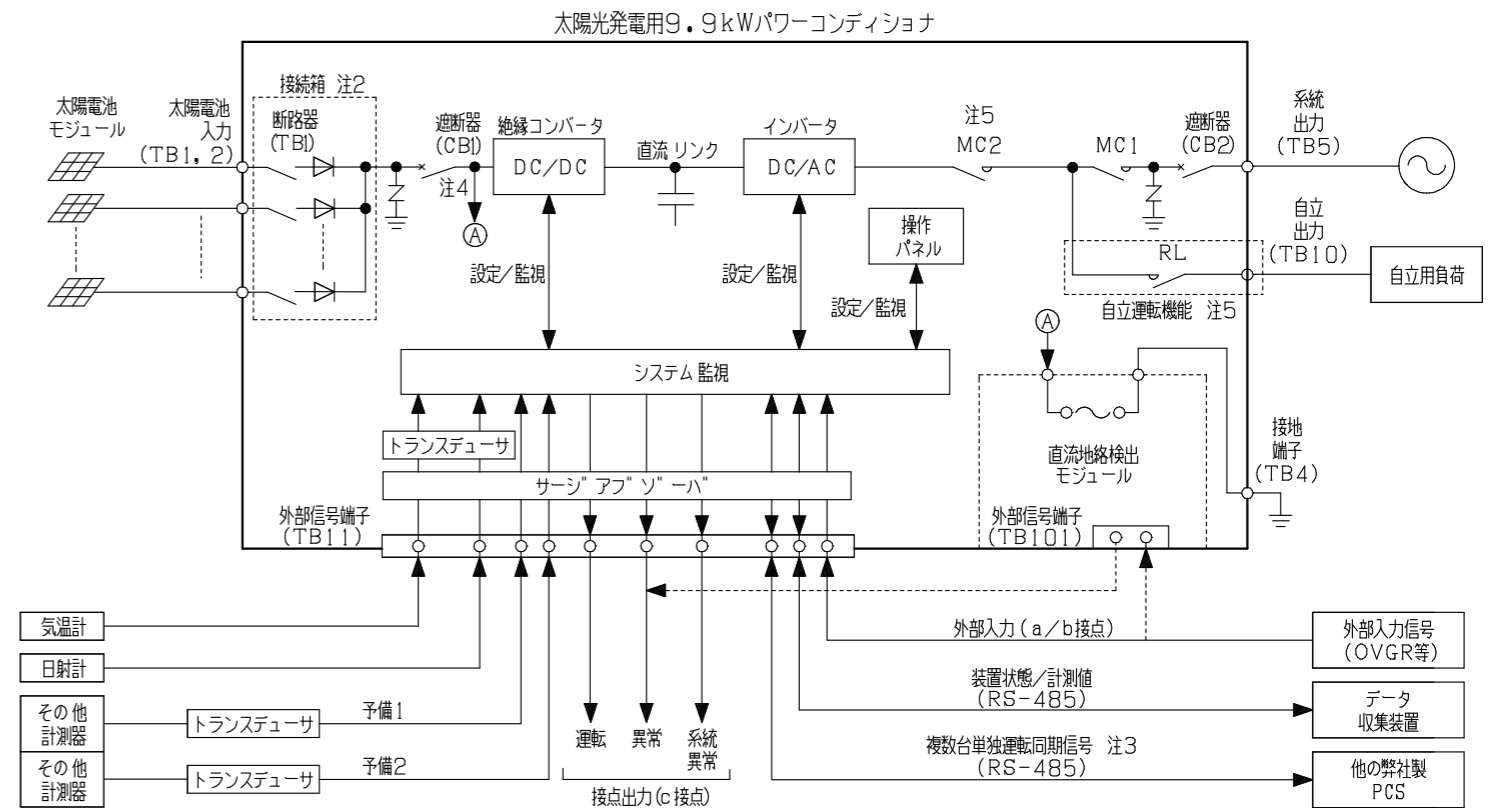 太陽光発電用9.9kWパワーコンディショナ
接続箱 注2
太陽電池
モジュール
太陽電池
入力
(TB1, 2)
断路器
(TB1)
遮断器
(CB1)
注4
A
絶縁コンバータ
DC/DC
直流リンク
インバータ
DC/AC
注5
MC2
MC1
遮断器
(CB2)
系統
出力
(TB5)
自立
出力
(TB10)
自立用負荷
RL
自立運転機能 注5
操作
パネル
設定/監視
設定/監視
設定/監視
システム監視
A
直流地絡検出
モジュール
接地
端子
(TB4)
トランスデューサ
サージアブソーバ
外部信号端子
(TB11)
外部信号端子
(TB101)
気温計
日射計
その他
計測器
トランスデューサ
予備1
その他
計測器
トランスデューサ
予備2
運転
異常
系統
異常
接点出力(c接点)
外部入力(a/b接点)
外部入力信号
(OVGR等)
装置状態/計測値
(RS-485)
データ
収集装置
複数台単独運転同期信号 注3
(RS-485)
他の弊社製
PCS